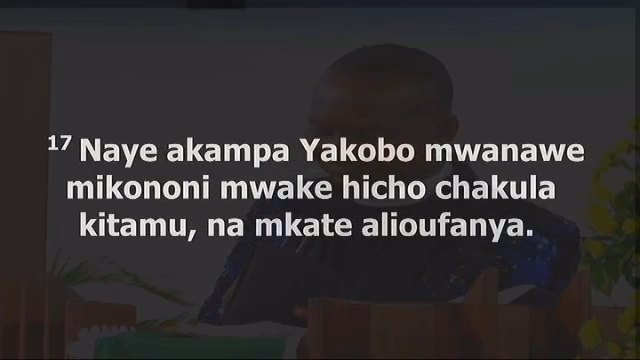 17 Naye akampa Yakobo mwanawe
mikononi mwake hicho chakula
kitamu, na mkate alioufanya.